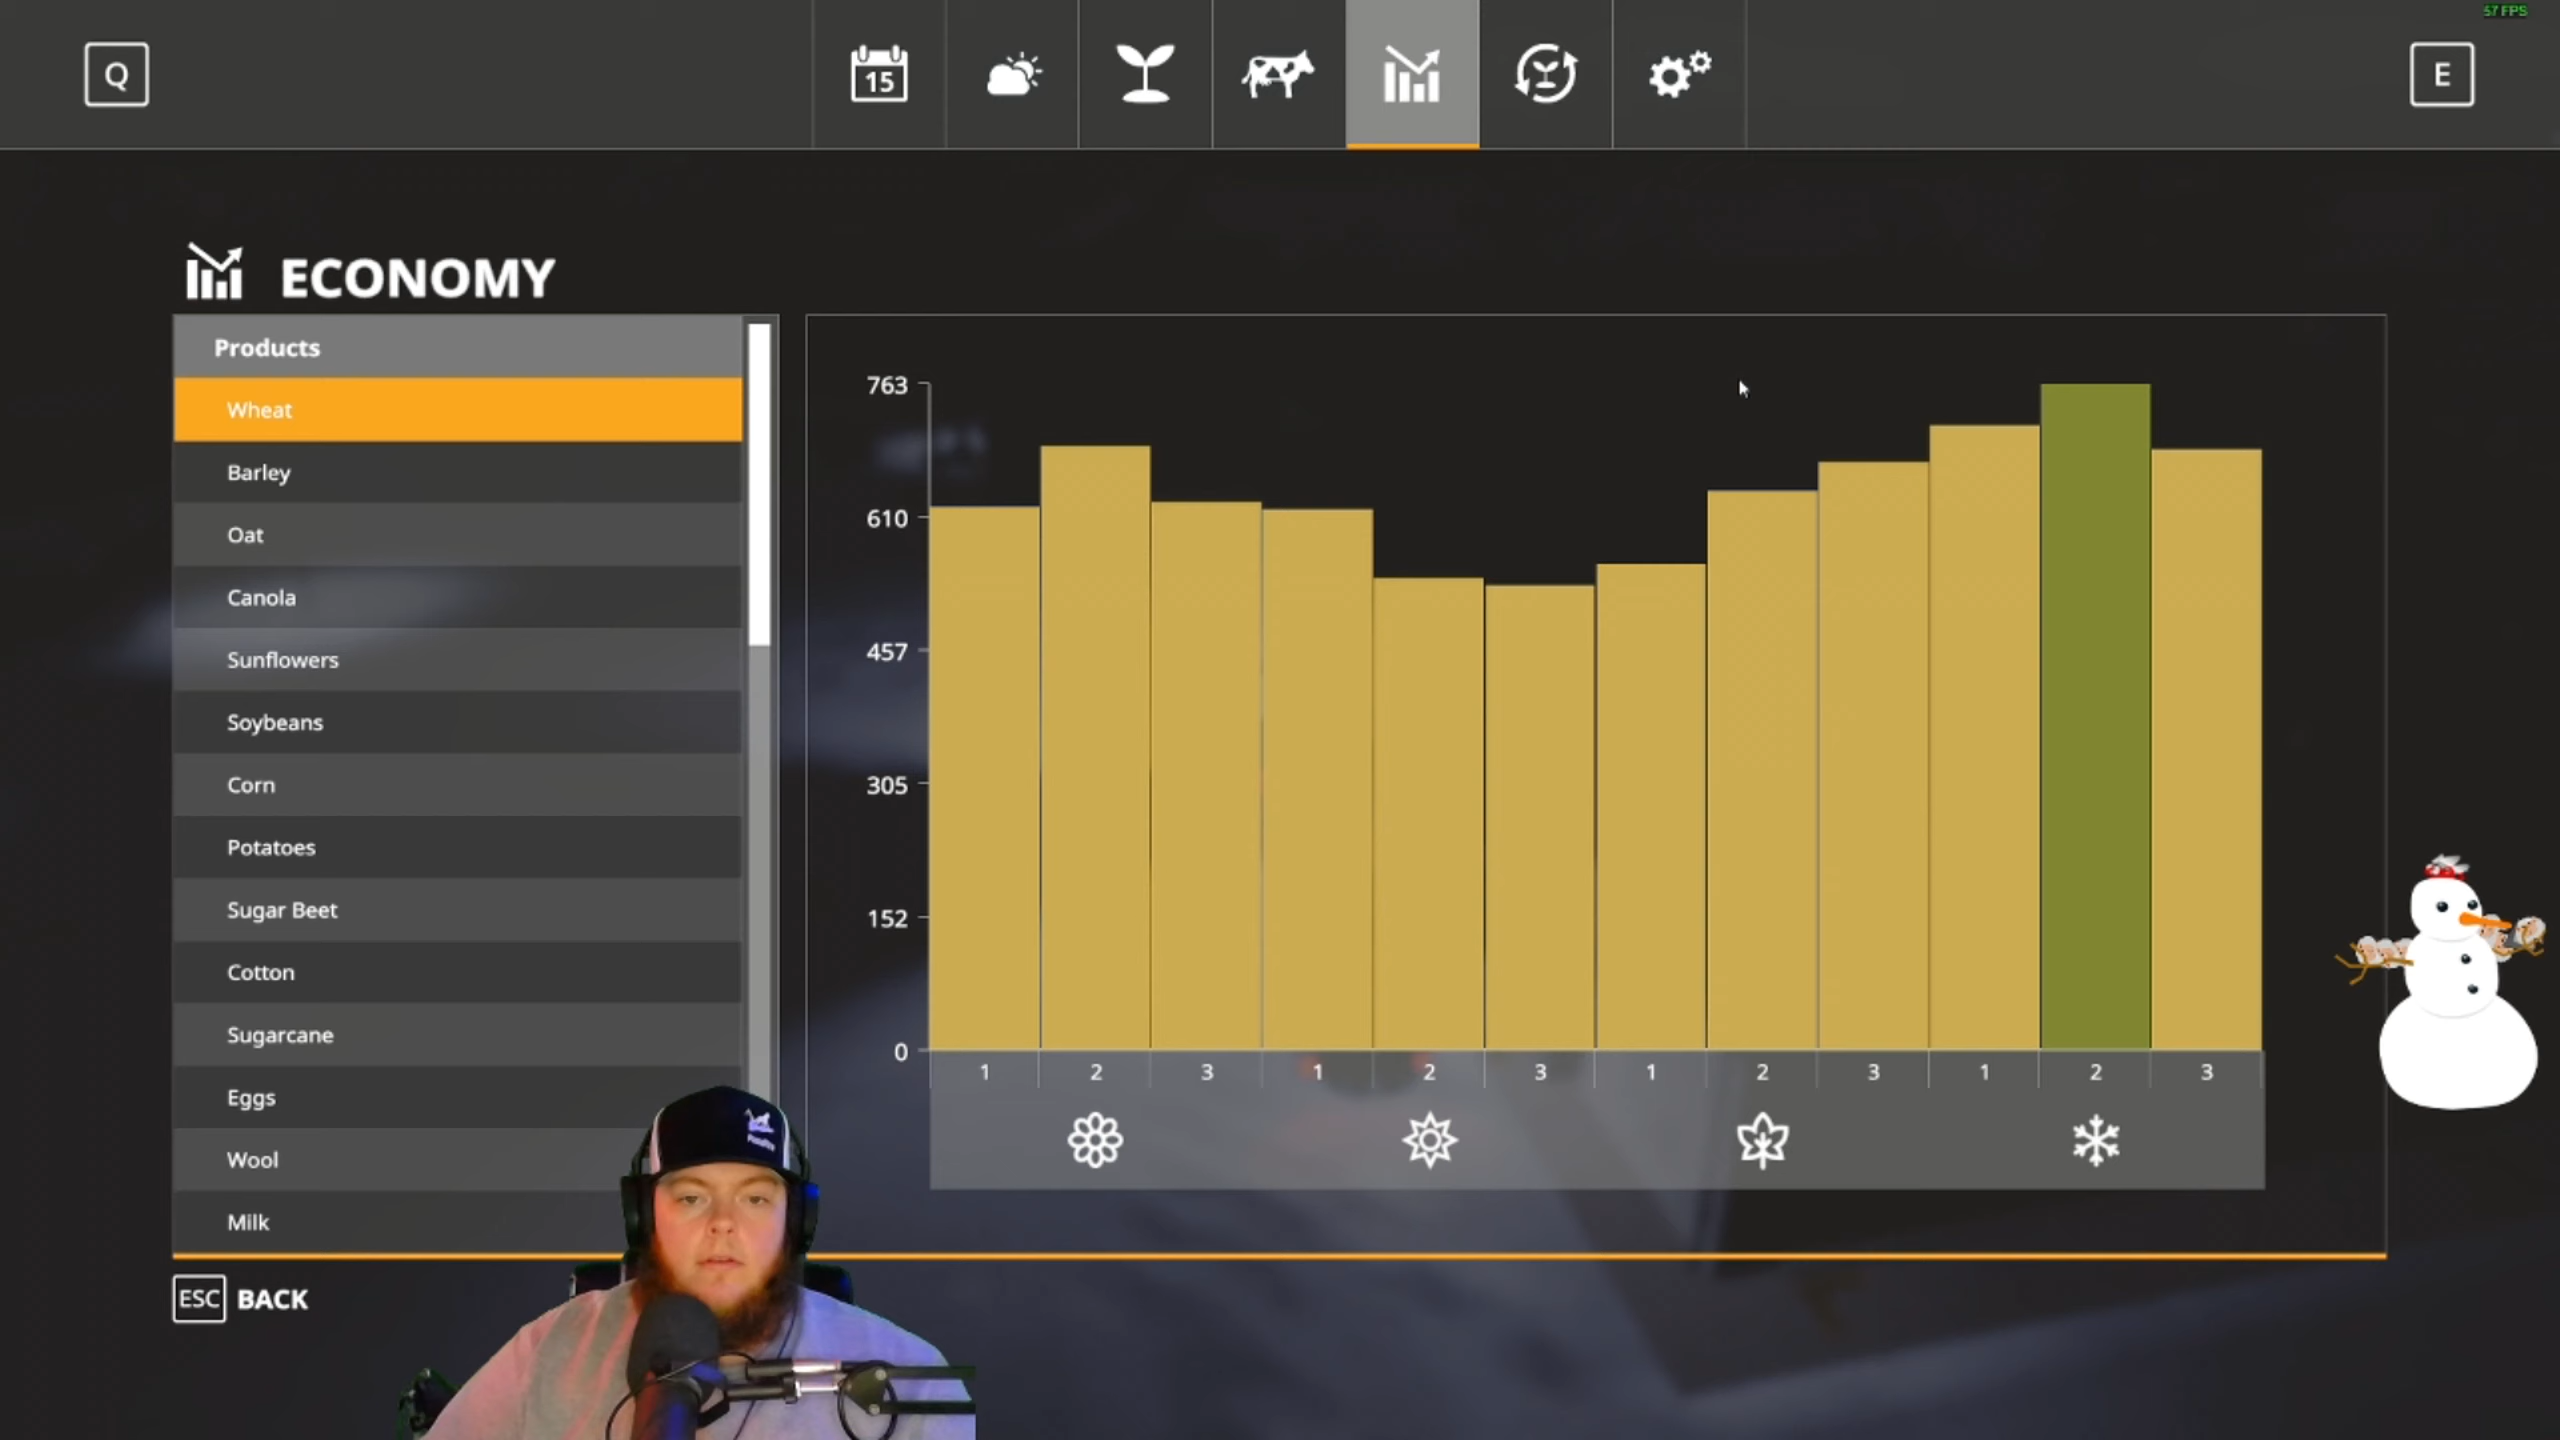 57 FPS
Q
15
E
ECONOMY
Products
Wheat
Barley
Oat
Canola
Sunflowers
Soybeans
Corn
Potatoes
Sugar Beet
Cotton
Sugarcane
Eggs
Wool
Milk
763
610
457
305
152
0
1 2 3 1 2 3 1 2 3 1 2 3
ESC BACK